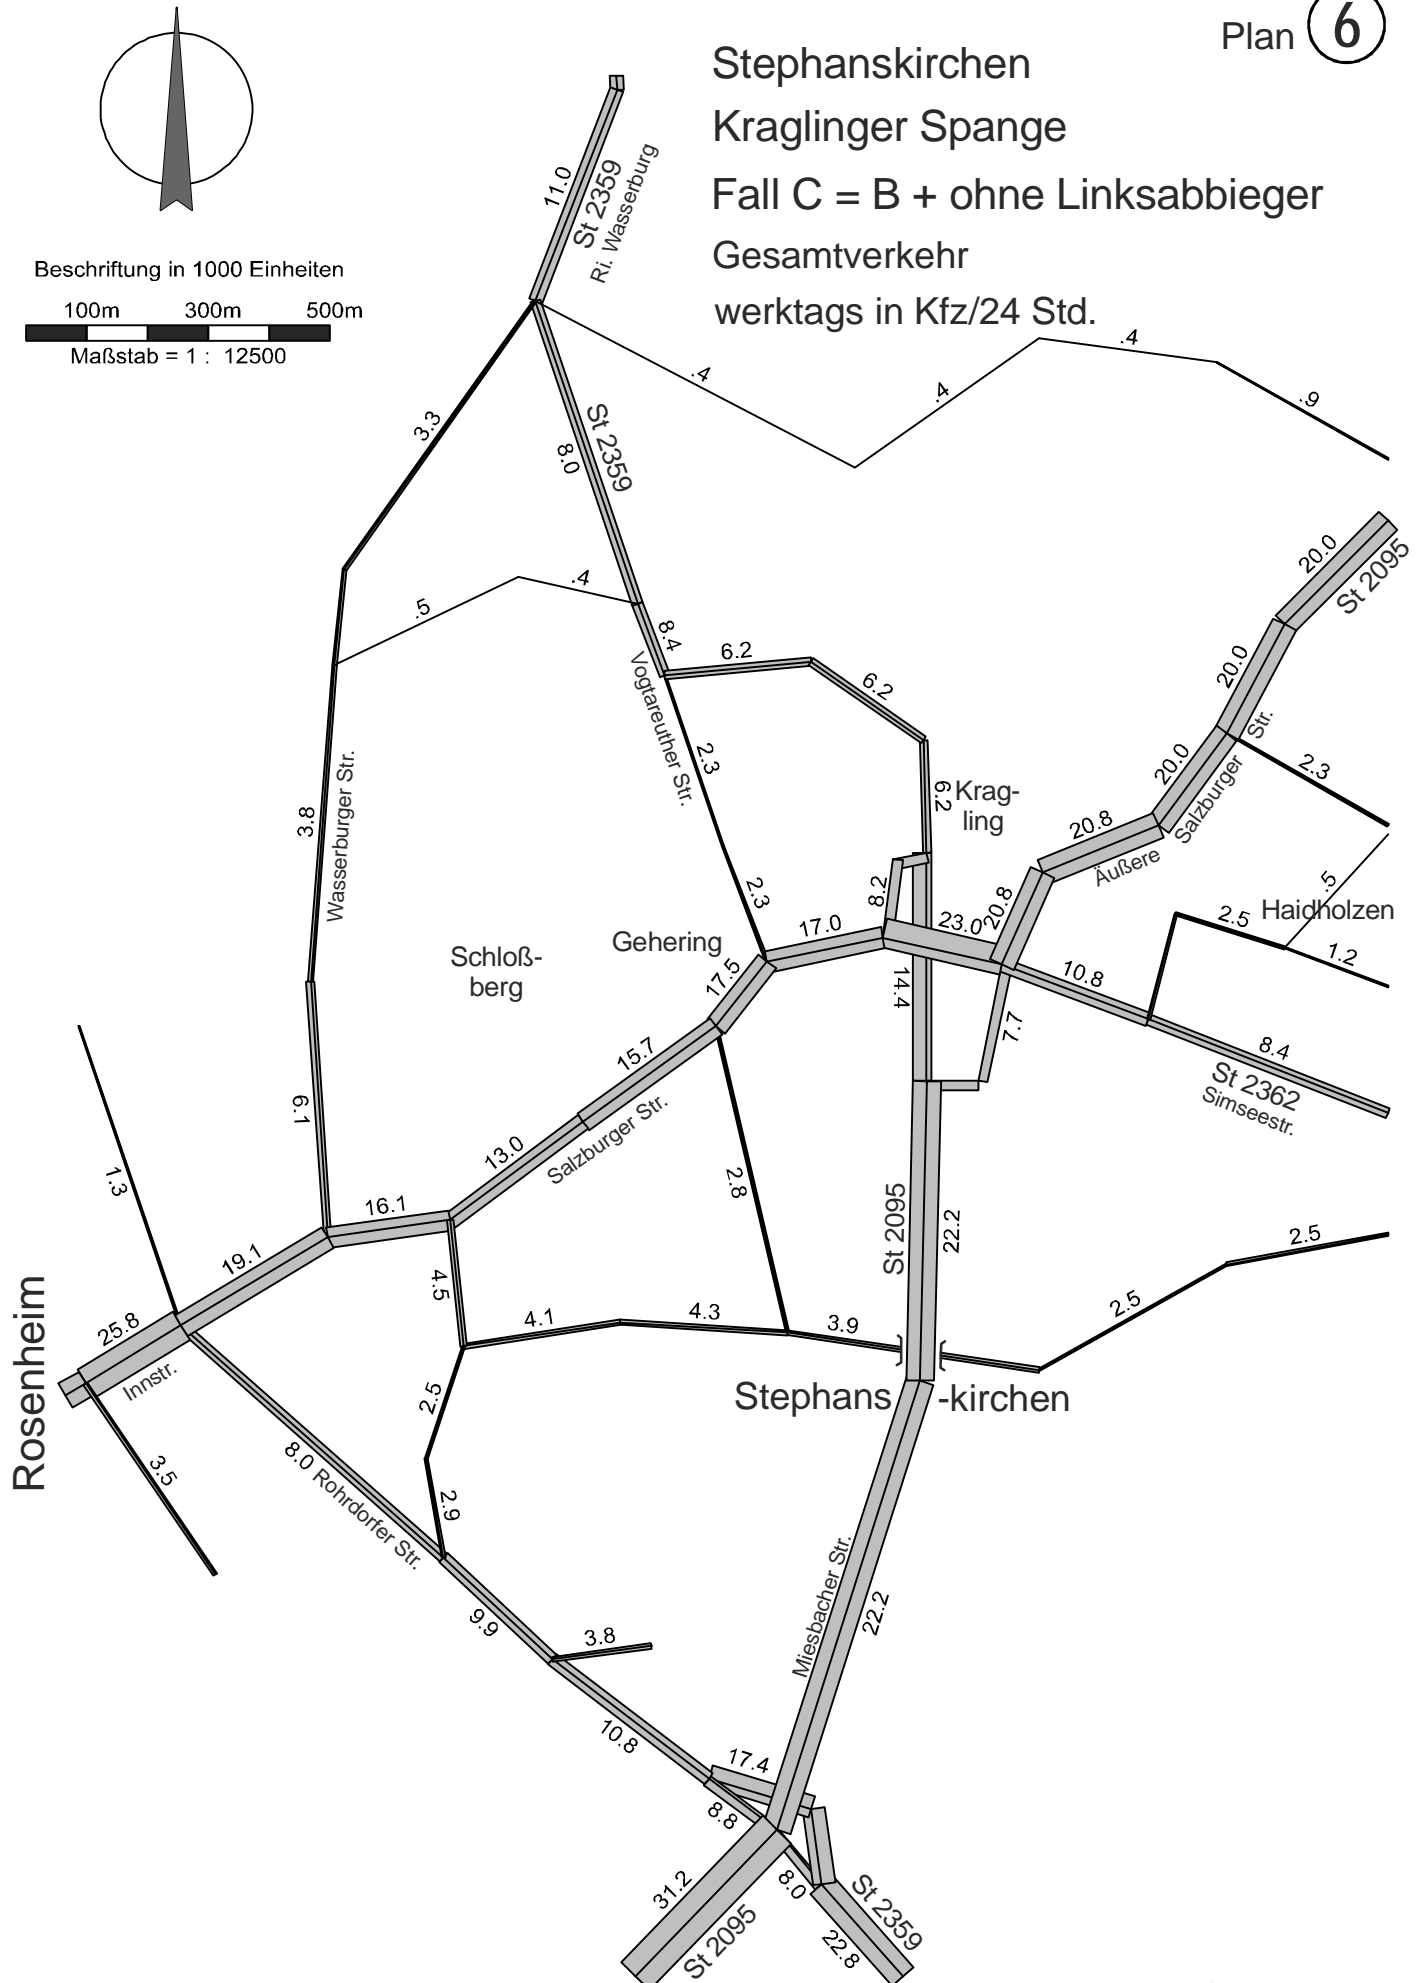 Plan 6
Stephanskirchen
Kraglinger Spange
Fall C = B + ohne Linksabbieger
Gesamtverkehr
werktags in Kfz/24 Std.
Beschriftung in 1000 Einheiten
100m 300m 500m
Maßstab = 1 : 12500
11.0
St 2359
Ri. Wasserburg
.4
.4
.4
.9
3.3
8.0
St 2359
.5
.4
8.4
6.2
6.2
6.2
Vogtareuther Str.
2.3
2.3
20.0
St 2095
20.0
20.0
Äußere
Salzburger
Str.
2.3
20.8
20.8
Krag-
ling
8.2
3.8
Wasserburger Str.
Schloß-
berg
Gehering
17.0
23.0
17.5
14.4
7.7
10.8
2.5
.5
Haidholzen
1.2
8.4
St 2362
Simseestr.
15.7
13.0
Salzburger Str.
6.1
1.3
16.1
19.1
25.8
Innstr.
Rosenheim
4.5
2.8
4.1
4.3
3.9
St 2095
22.2
2.5
2.5
Stephans -kirchen
3.5
8.0
Rohrdorfer Str.
2.5
2.9
9.9
3.8
Miesbacher Str.
22.2
10.8
17.4
8.8
31.2
St 2095
8.0
St 2359
22.8